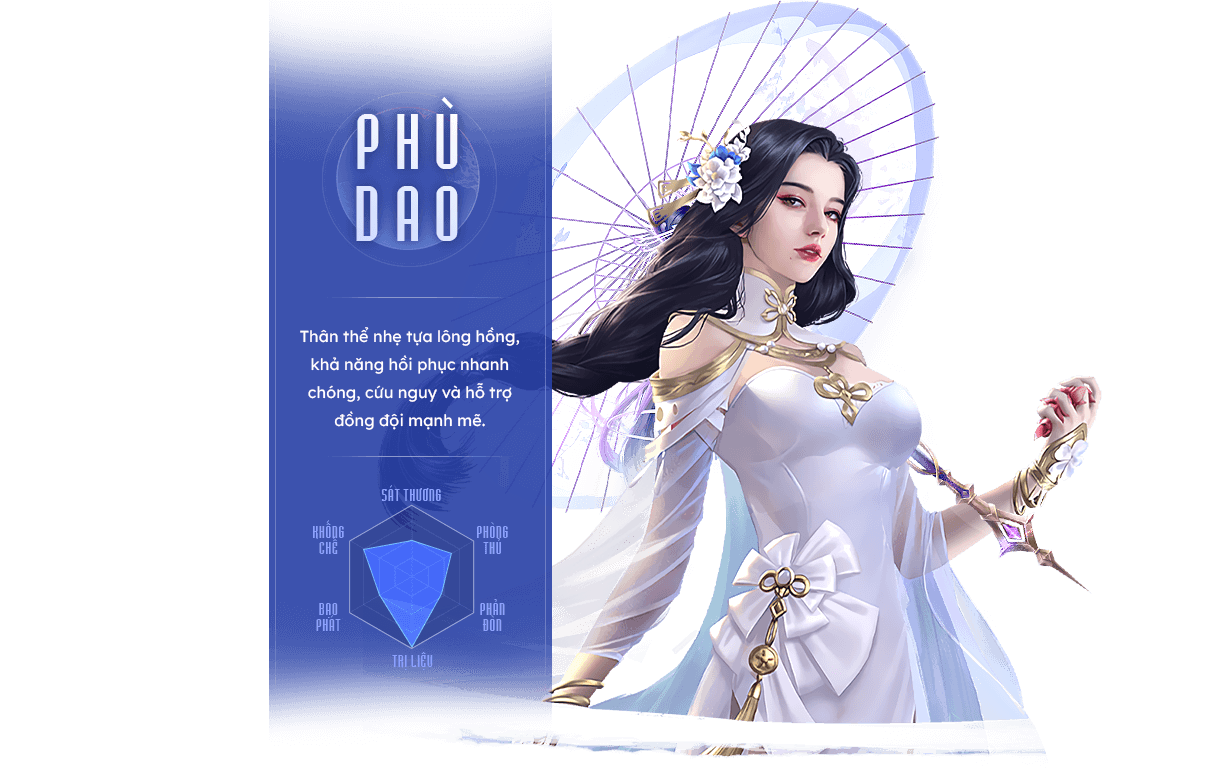 PHÙ
DAO
Thân thể nhẹ tựa lông hồng,
khả năng hồi phục nhanh
chóng, cứu nguy và hỗ trợ
đồng đội mạnh mẽ.
SÁT THƯƠNG
KHỐNG
CHẾ
PHÒNG
THỦ
BẠO
PHÁT
PHẢN
ĐÒN
TRỊ LIỆU